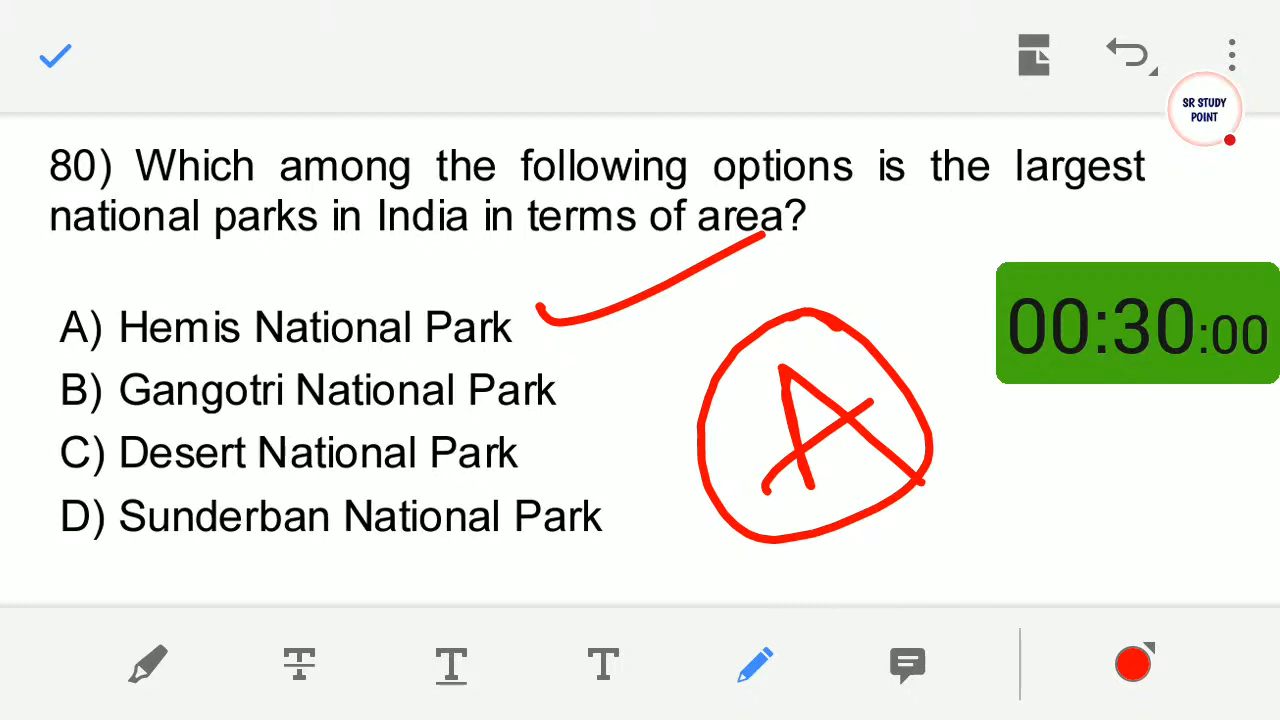 SR STUDY
POINT
80) Which among the following options is the largest
national parks in India in terms of area?
A) Hemis National Park
B) Gangotri National Park
C) Desert National Park
D) Sunderban National Park
A
00:30:00
T
T
T